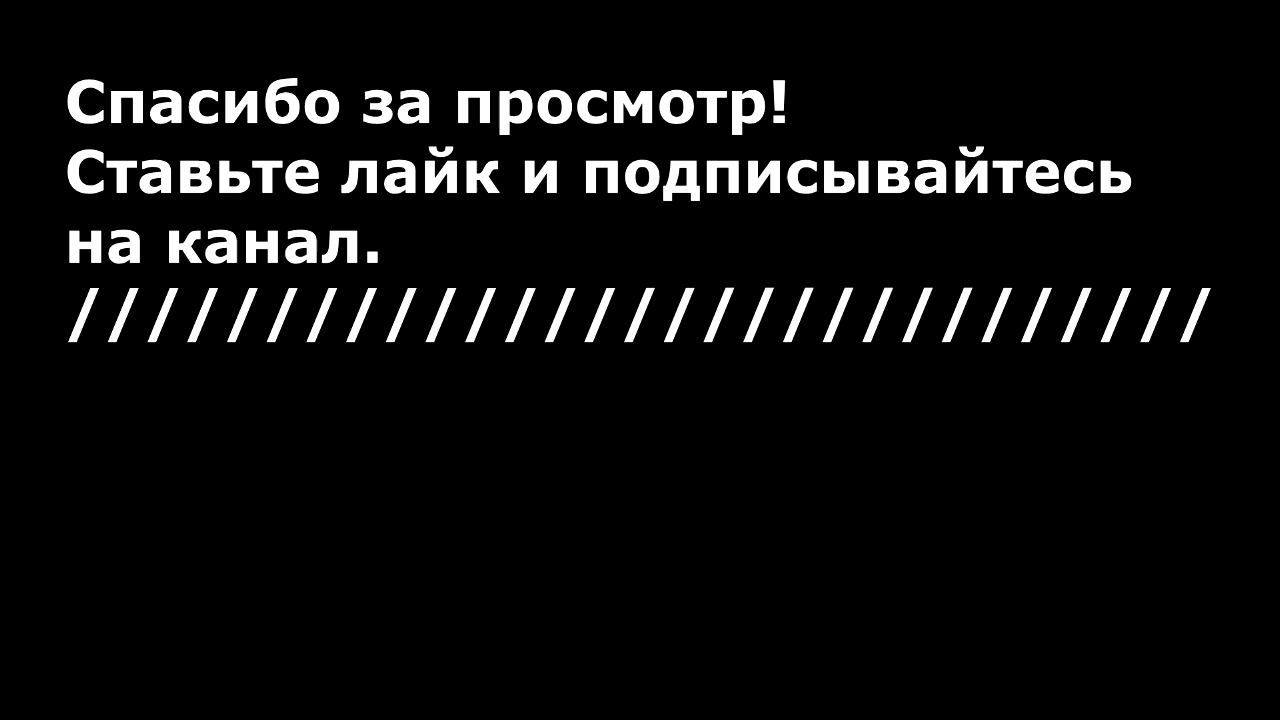 Спасибо за просмотр!
Ставьте лайк и подписывайтесь
на канал.
/////////////////////////////